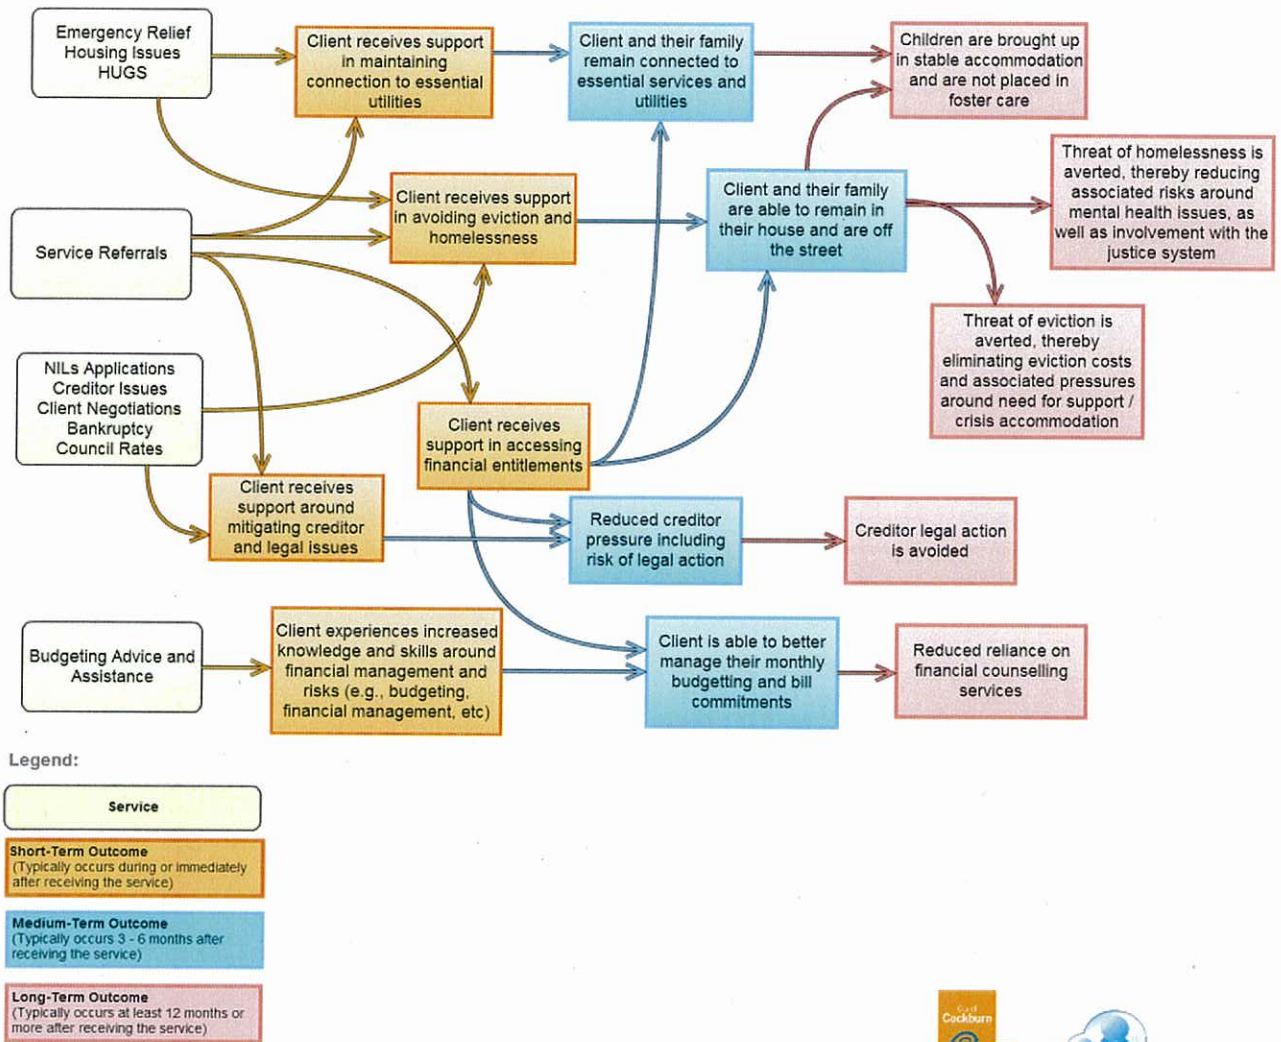 Emergency Relief
Housing Issues
HUGS
Client receives support
in maintaining
connection to essential
utilities
Client and their family
remain connected to
essential services and
utilities
Children are brought up
in stable accommodation
and are not placed in
foster care
Service Referrals
Client receives support
in avoiding eviction and
homelessness
Client and their family
are able to remain in
their house and are off
the street
Threat of homelessness is
averted, thereby reducing
associated risks around
mental health issues, as
well as involvement with the
justice system
Threat of eviction is
averted, thereby
eliminating eviction costs
and associated pressures
around need for support /
crisis accommodation
NILs Applications
Creditor Issues
Client Negotiations
Bankruptcy
Council Rates
Client receives
support in accessing
financial entitlements
Client receives
support around
mitigating creditor
and legal issues
Reduced creditor
pressure including
risk of legal action
Creditor legal action
is avoided
Budgeting Advice and
Assistance
Client experiences increased
knowledge and skills around
financial management and
risks (e.g., budgeting,
financial management, etc)
Client is able to better
manage their monthly
budgetting and bill
commitments
Reduced reliance on
financial counselling
services
Legend:
Service
Short-Term Outcome
(Typically occurs during or immediately
after receiving the service)
Medium-Term Outcome
(Typically occurs 3 - 6 months after
receiving the service)
Long-Term Outcome
(Typically occurs at least 12 months or
more after receiving the service)
City of
Cockburn